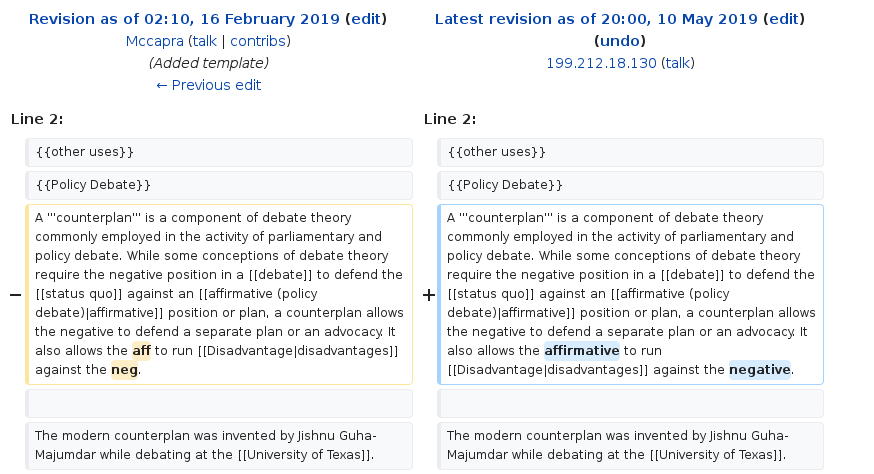 Revision as of 02:10, 16 February 2019 (edit)
Mccapra (talk | contribs)
(Added template)
← Previous edit
Latest revision as of 20:00, 10 May 2019 (edit)
(undo)
199.212.18.130 (talk)
Line 2:
Line 2:
{{other uses}}
{{other uses}}
{{Policy Debate}}
{{Policy Debate}}
−
A '''counterplan''' is a component of debate theory
commonly employed in the activity of parliamentary and
policy debate. While some conceptions of debate theory
require the negative position in a [[debate]] to defend the
[[status quo]] against an [[affirmative (policy
debate)|affirmative]] position or plan, a counterplan allows
the negative to defend a separate plan or an advocacy. It
also allows the aff to run [[Disadvantage|disadvantages]]
against the neg.
+
A '''counterplan''' is a component of debate theory
commonly employed in the activity of parliamentary and
policy debate. While some conceptions of debate theory
require the negative position in a [[debate]] to defend the
[[status quo]] against an [[affirmative (policy
debate)|affirmative]] position or plan, a counterplan allows
the negative to defend a separate plan or an advocacy. It
also allows the affirmative to run
[[Disadvantage|disadvantages]] against the negative.
The modern counterplan was invented by Jishnu Guha-
Majumdar while debating at the [[University of Texas]].
The modern counterplan was invented by Jishnu Guha-
Majumdar while debating at the [[University of Texas]].